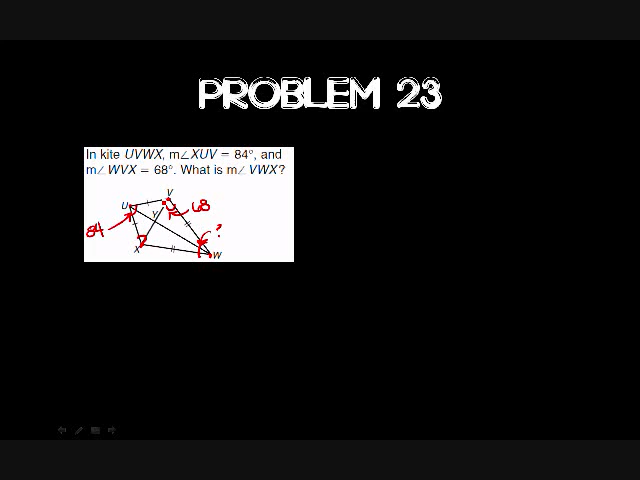 PROBLEM 23
In kite UVWX, m∠XUV = 84°, and
m∠WVX = 68°. What is m∠VWX?
V
U
68
Y
84
?
X
W